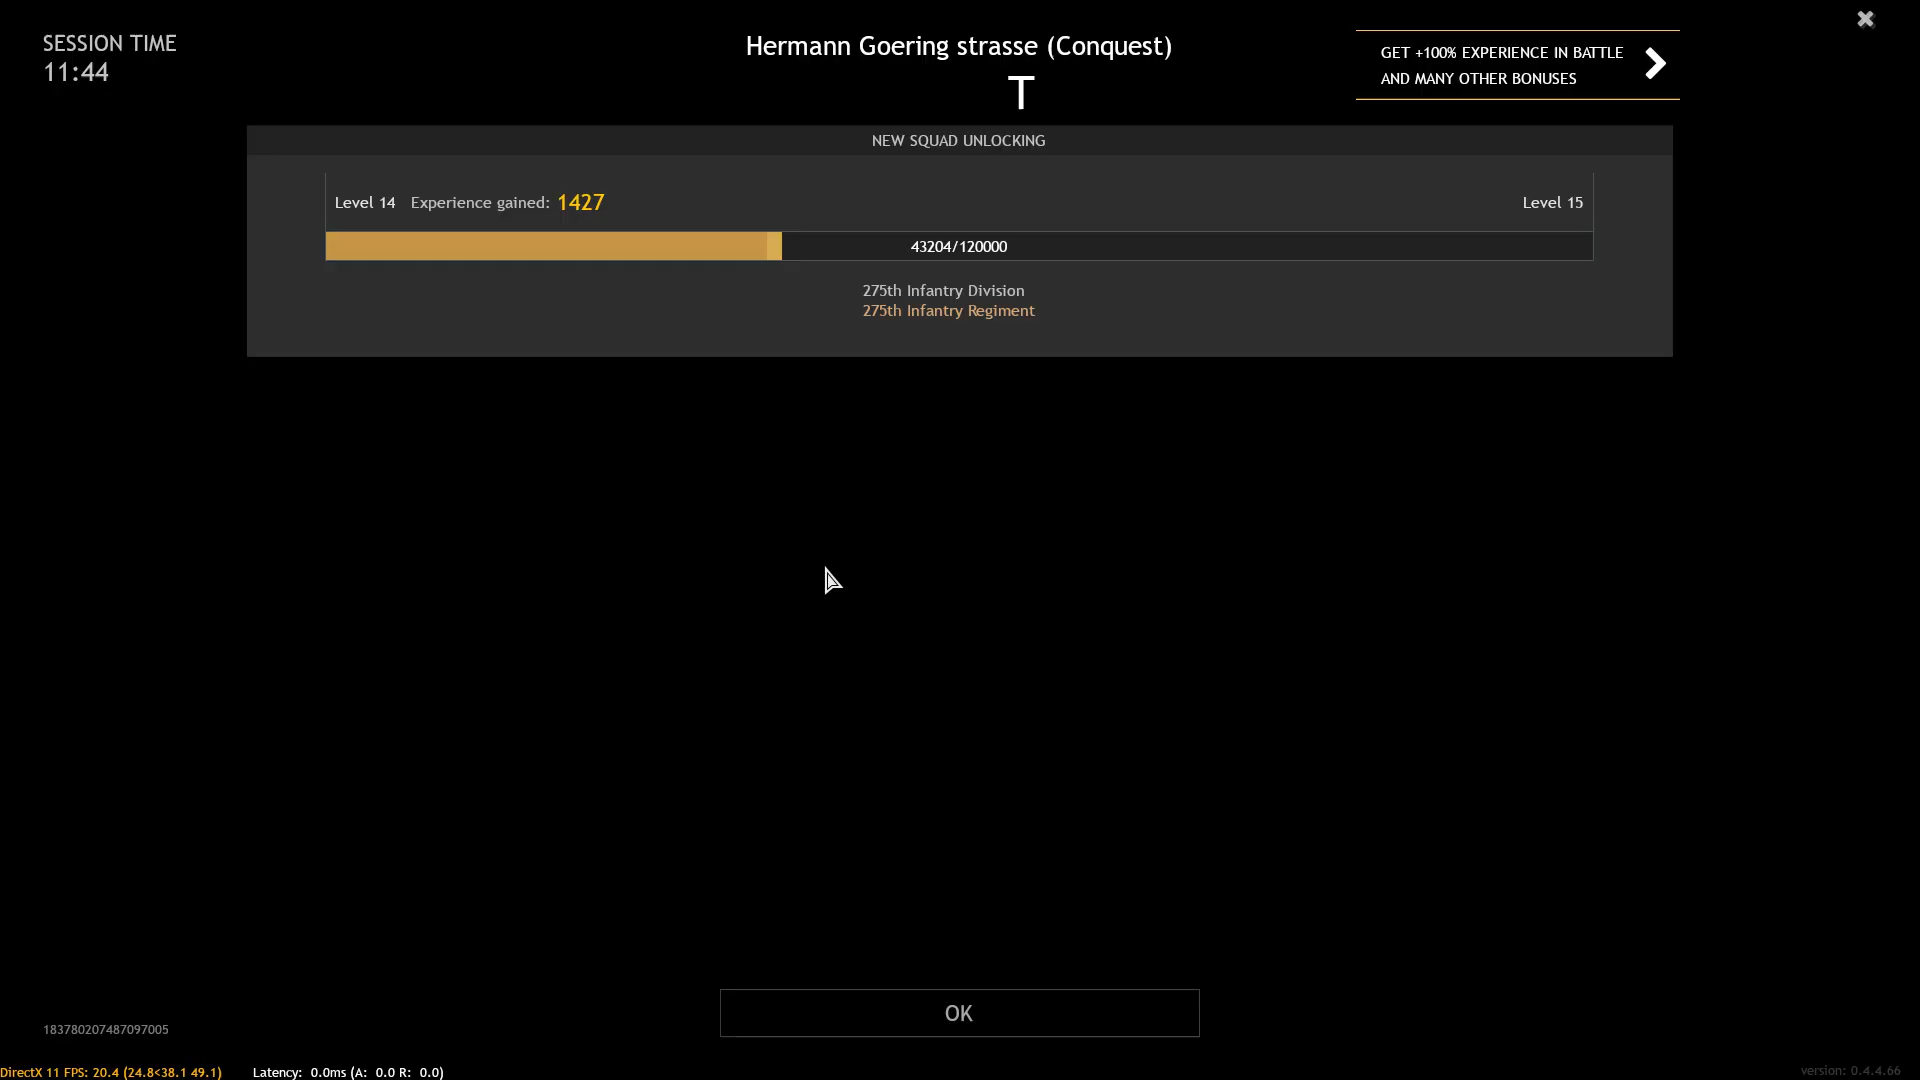 SESSION TIME
11:44
Hermann Goering strasse (Conquest)
T
GET +100% EXPERIENCE IN BATTLE
AND MANY OTHER BONUSES
NEW SQUAD UNLOCKING
Level 14 Experience gained: 1427
Level 15
43204/120000
275th Infantry Division
275th Infantry Regiment
OK
183780207487097005
DirectX 11 FPS: 20.4 (24.8<38.1 49.1) Latency: 0.0ms (A: 0.0 R: 0.0)
version: 0.4.4.66